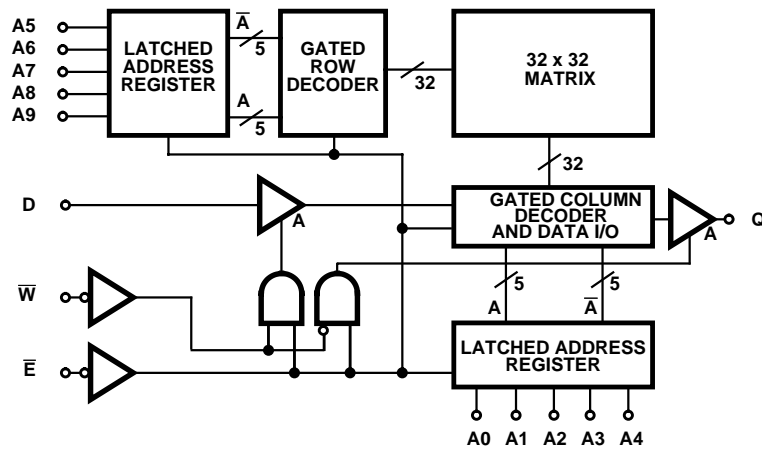 A5
A6
A7
A8
A9
LATCHED
ADDRESS
REGISTER
A̅
5
A
5
GATED
ROW
DECODER
32
32 x 32
MATRIX
32
D
A
GATED COLUMN
DECODER
AND DATA I/O
A
Q
W̅
5
A
5
A̅
E̅
LATCHED ADDRESS
REGISTER
A0 A1 A2 A3 A4